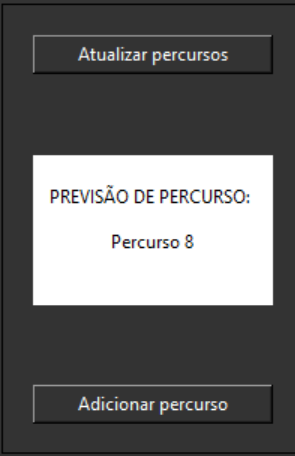 Atualizar percursos
PREVISÃO DE PERCURSO:
Percurso 8
Adicionar percurso